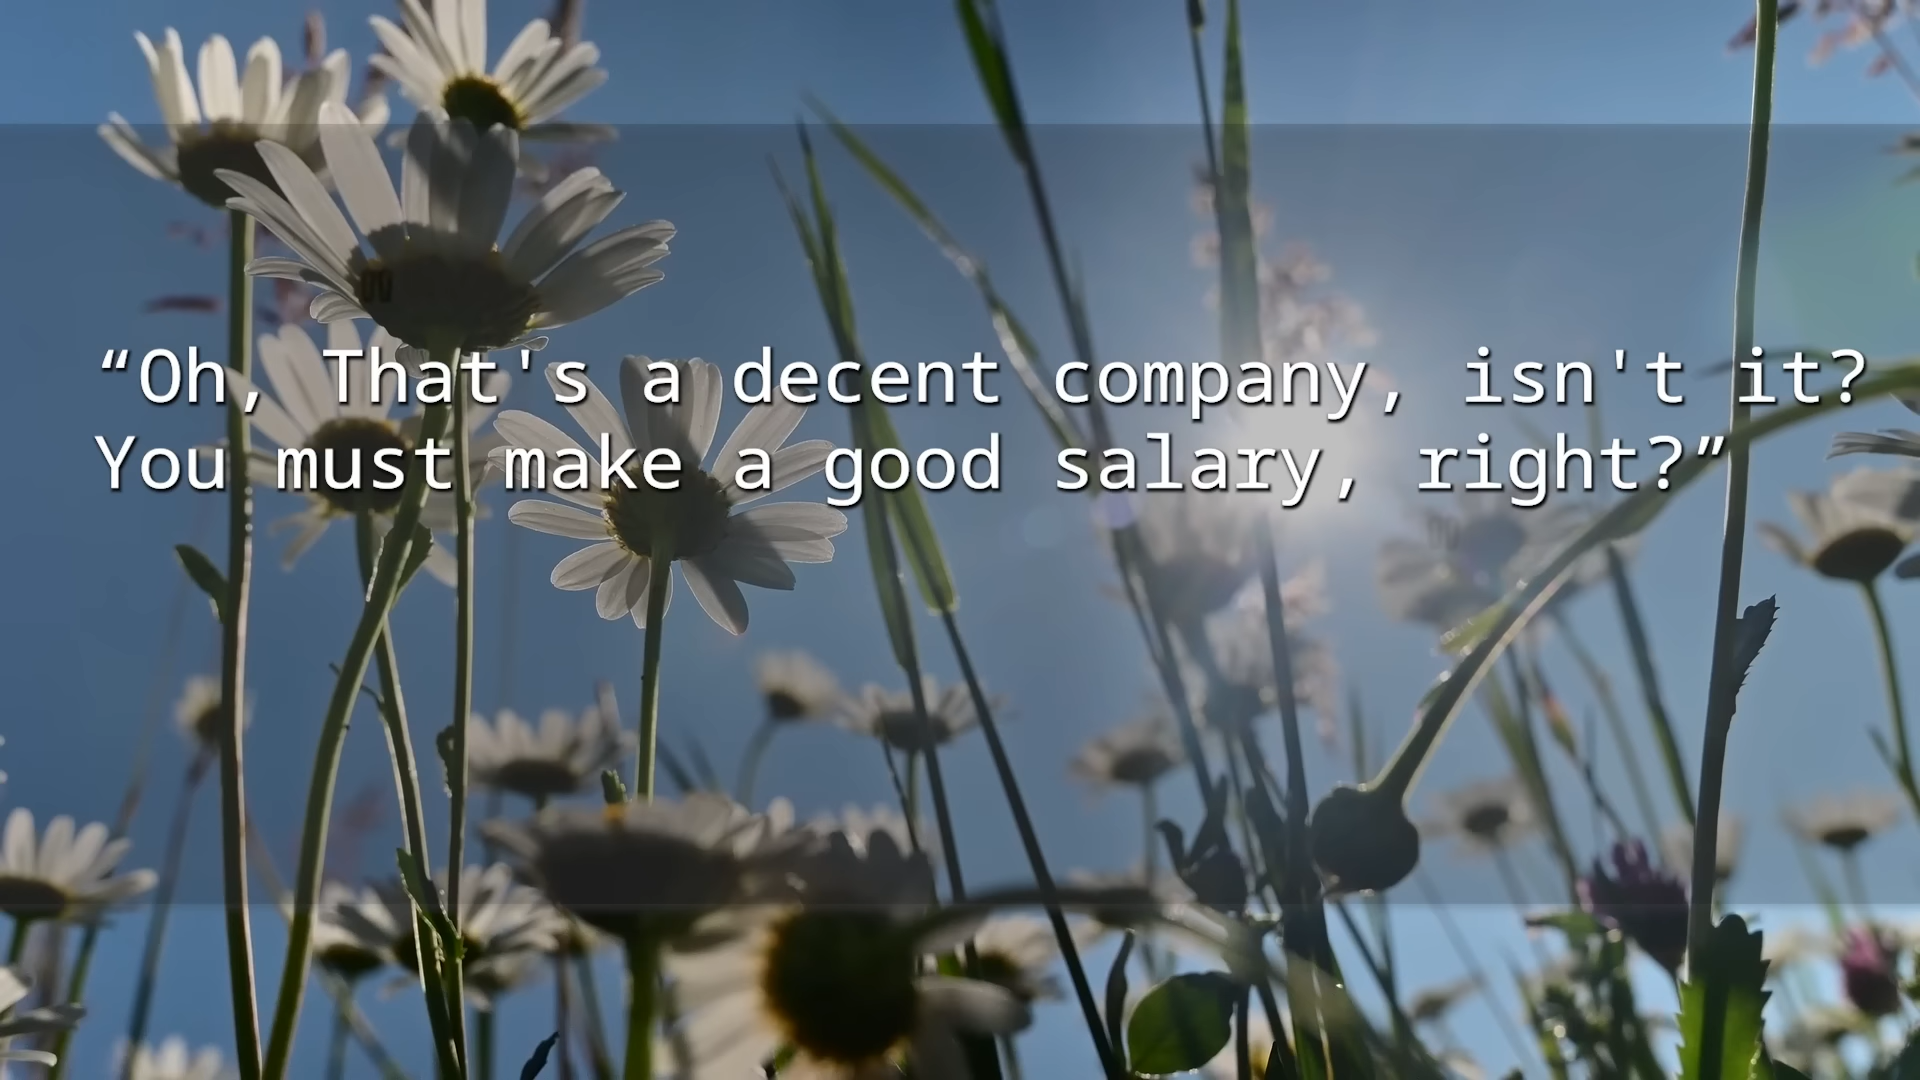 “Oh, That's a decent company, isn't it?
You must make a good salary, right?”